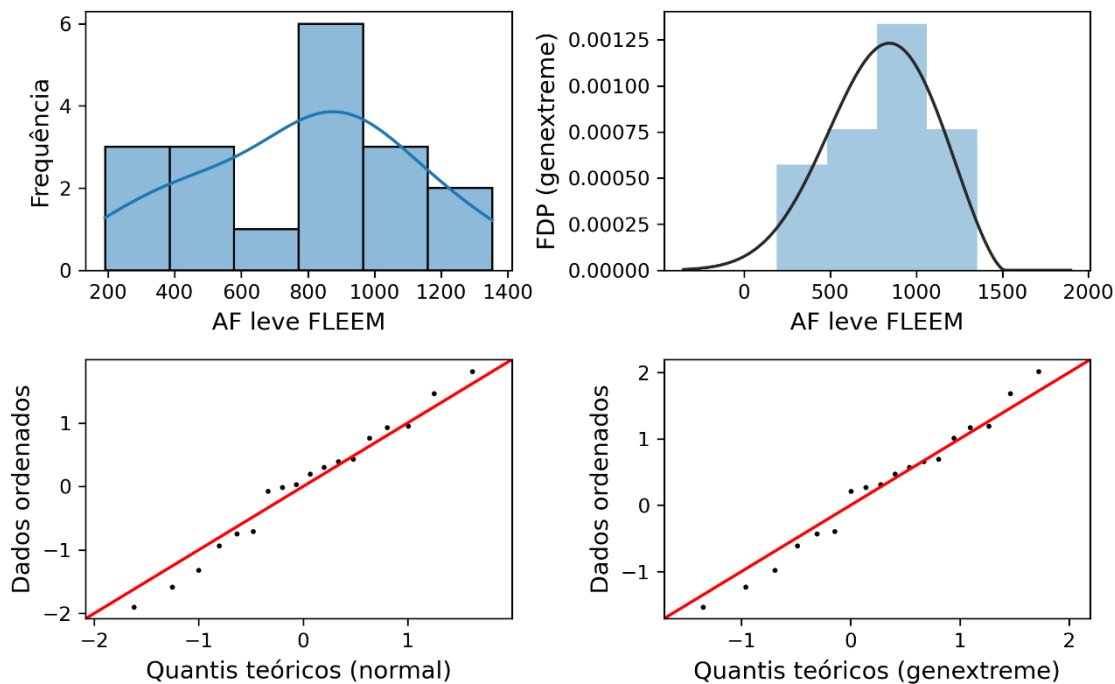 Frequência
6
4
2
0
200 400 600 800 1000 1200 1400
AF leve FLEEM
FDP (genextreme)
0.00125
0.00100
0.00075
0.00050
0.00025
0.00000
0 500 1000 1500 2000
AF leve FLEEM
Dados ordenados
1
0
−1
−2
−2 −1 0 1
Quantis teóricos (normal)
Dados ordenados
2
1
0
−1
−1 0 1 2
Quantis teóricos (genextreme)